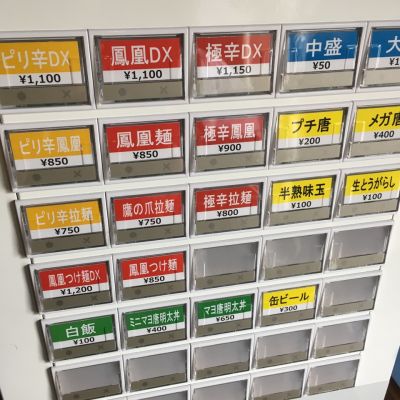 ピリ辛DX
¥1,100
鳳凰DX
¥1,100
極辛DX
¥1,150
中盛
¥50
ピリ辛鳳凰
¥850
鳳凰麺
¥850
極辛鳳凰
¥900
プチ唐
¥200
メガ唐
¥400
ピリ辛拉麺
¥750
鷹の爪拉麺
¥750
極辛拉麺
¥800
半熟味玉
¥100
生とうがらし
¥100
鳳凰つけ麺DX
¥1,200
鳳凰つけ麺
¥850
白飯
¥100
ミニマヨ唐明太丼
¥400
マヨ唐明太丼
¥650
缶ビール
¥300